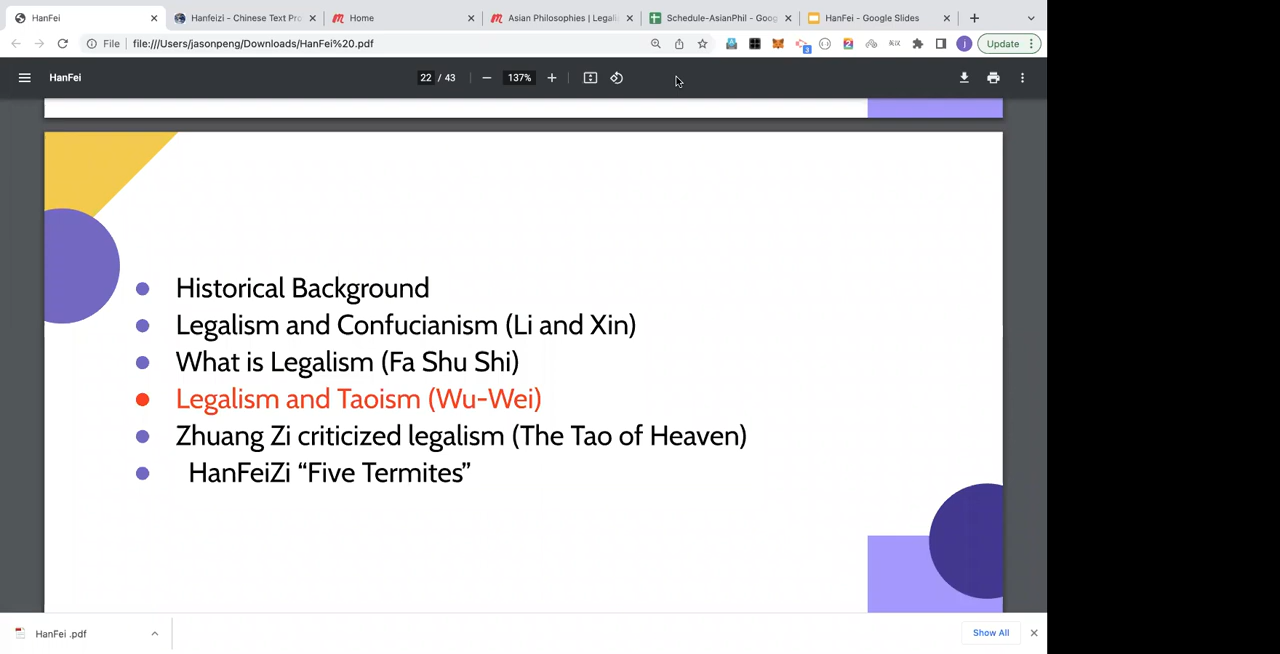 HanFei
Hanfeizi - Chinese Text Pro
Home
Asian Philosophies | Legali
Schedule-AsianPhil - Goog
HanFei - Google Slides
File
file:///Users/jasonpeng/Downloads/HanFei%20.pdf
3
2
j
Update
HanFei
22 / 43
137%
Historical Background
Legalism and Confucianism (Li and Xin)
What is Legalism (Fa Shu Shi)
Legalism and Taoism (Wu-Wei)
Zhuang Zi criticized legalism (The Tao of Heaven)
HanFeiZi “Five Termites”
HanFei .pdf
Show All